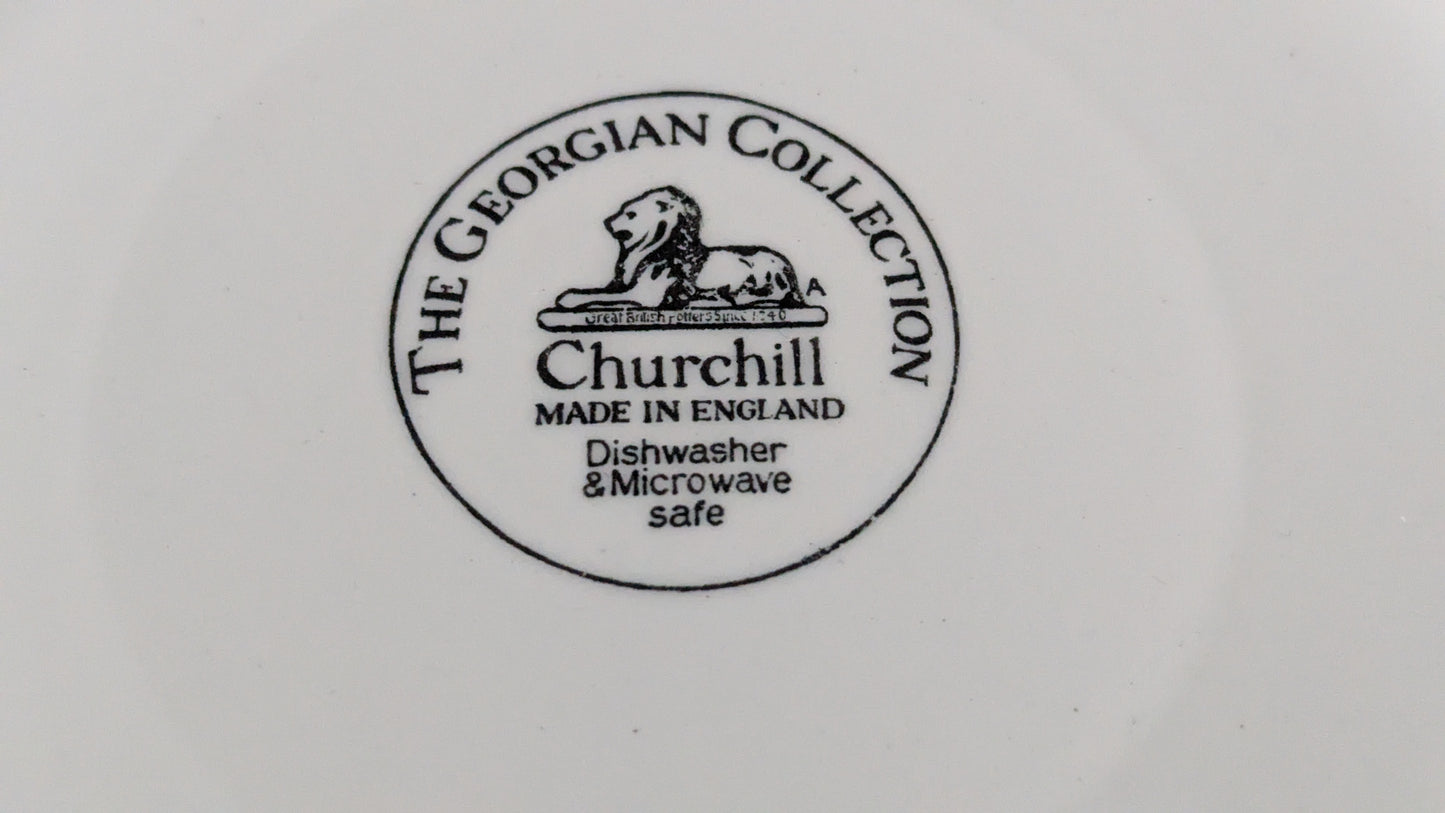 THE GEORGIAN COLLECTION
A
Great British Potters Since 1740
Churchill
MADE IN ENGLAND
Dishwasher
&Microwave
safe